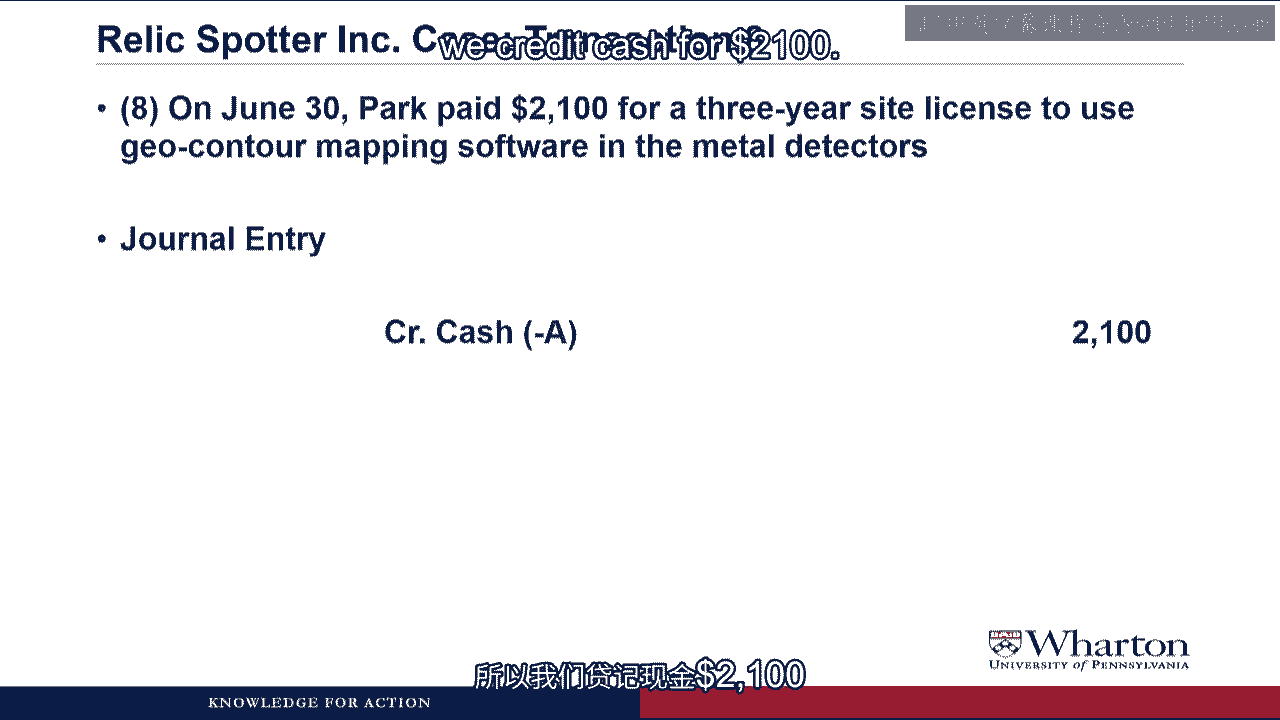 Relic Spotter Inc. Case: Transactions
we credit cash for $2100.
• (8) On June 30, Park paid $2,100 for a three-year site license to use
geo-contour mapping software in the metal detectors
• Journal Entry
Cr. Cash (-A) 2,100
Wharton
UNIVERSITY of PENNSYLVANIA
所以我们贷记现金$2,100
KNOWLEDGE FOR ACTION